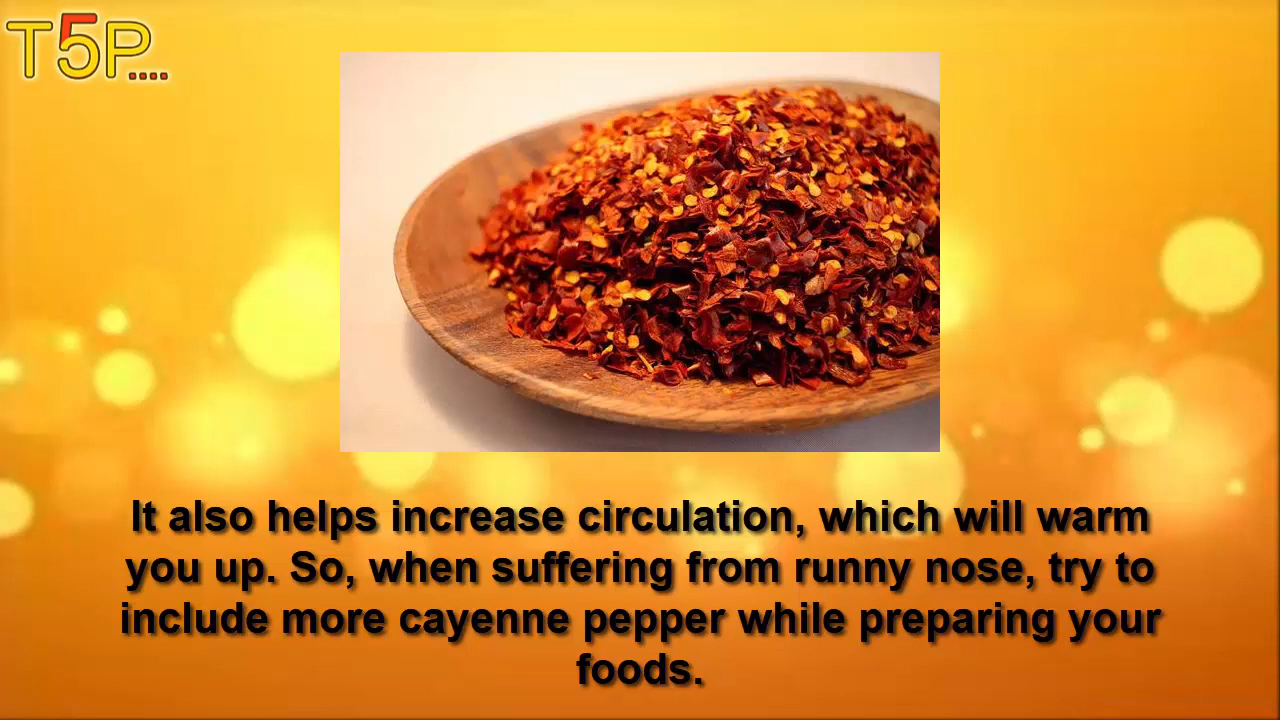 T5P....
It also helps increase circulation, which will warm
you up. So, when suffering from runny nose, try to
include more cayenne pepper while preparing your
foods.